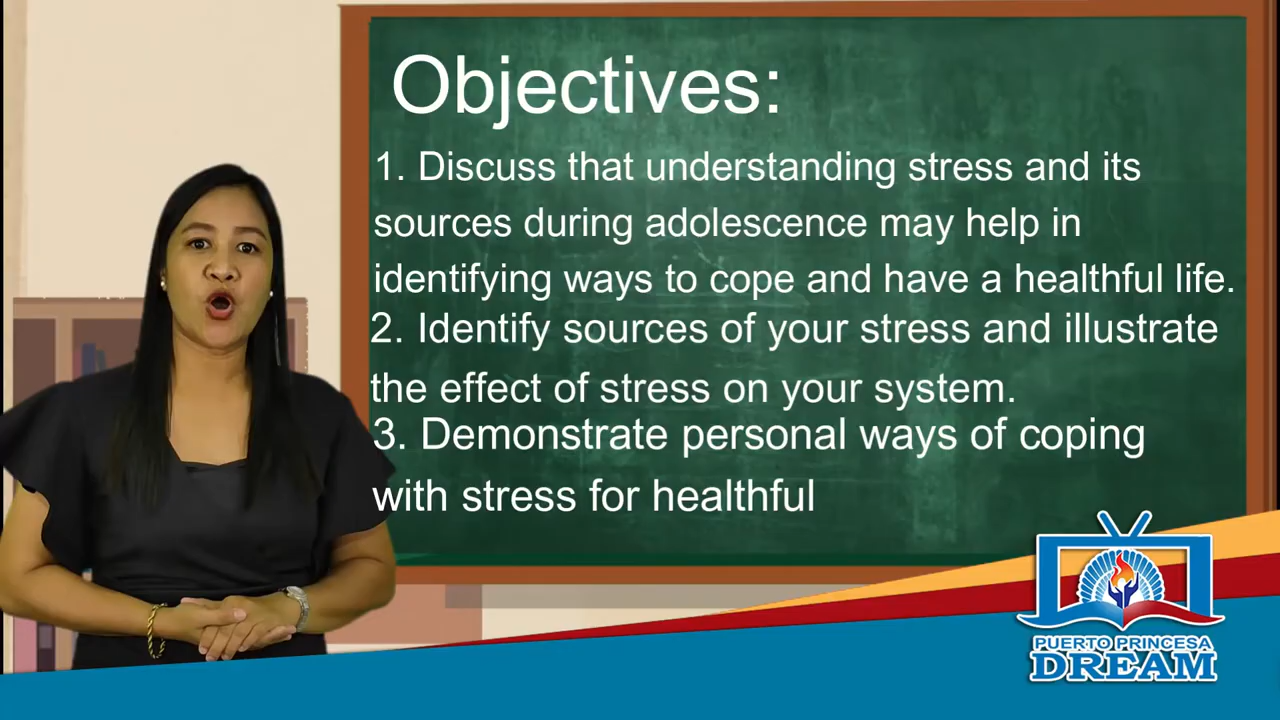 Objectives:
1. Discuss that understanding stress and its
sources during adolescence may help in
identifying ways to cope and have a healthful life.
2. Identify sources of your stress and illustrate
the effect of stress on your system.
3. Demonstrate personal ways of coping
with stress for healthful
PUERTO PRINCESA
DREAM